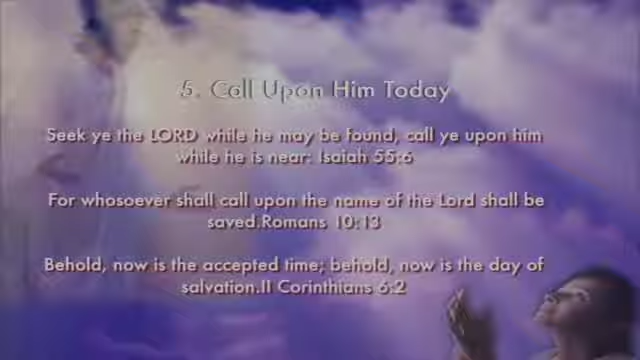 5. Call Upon Him Today
Seek ye the LORD while he may be found, call ye upon him
while he is near: Isaiah 55:6
For whosoever shall call upon the name of the Lord shall be
saved.Romans 10:13
Behold, now is the accepted time; behold, now is the day of
salvation.II Corinthians 6:2